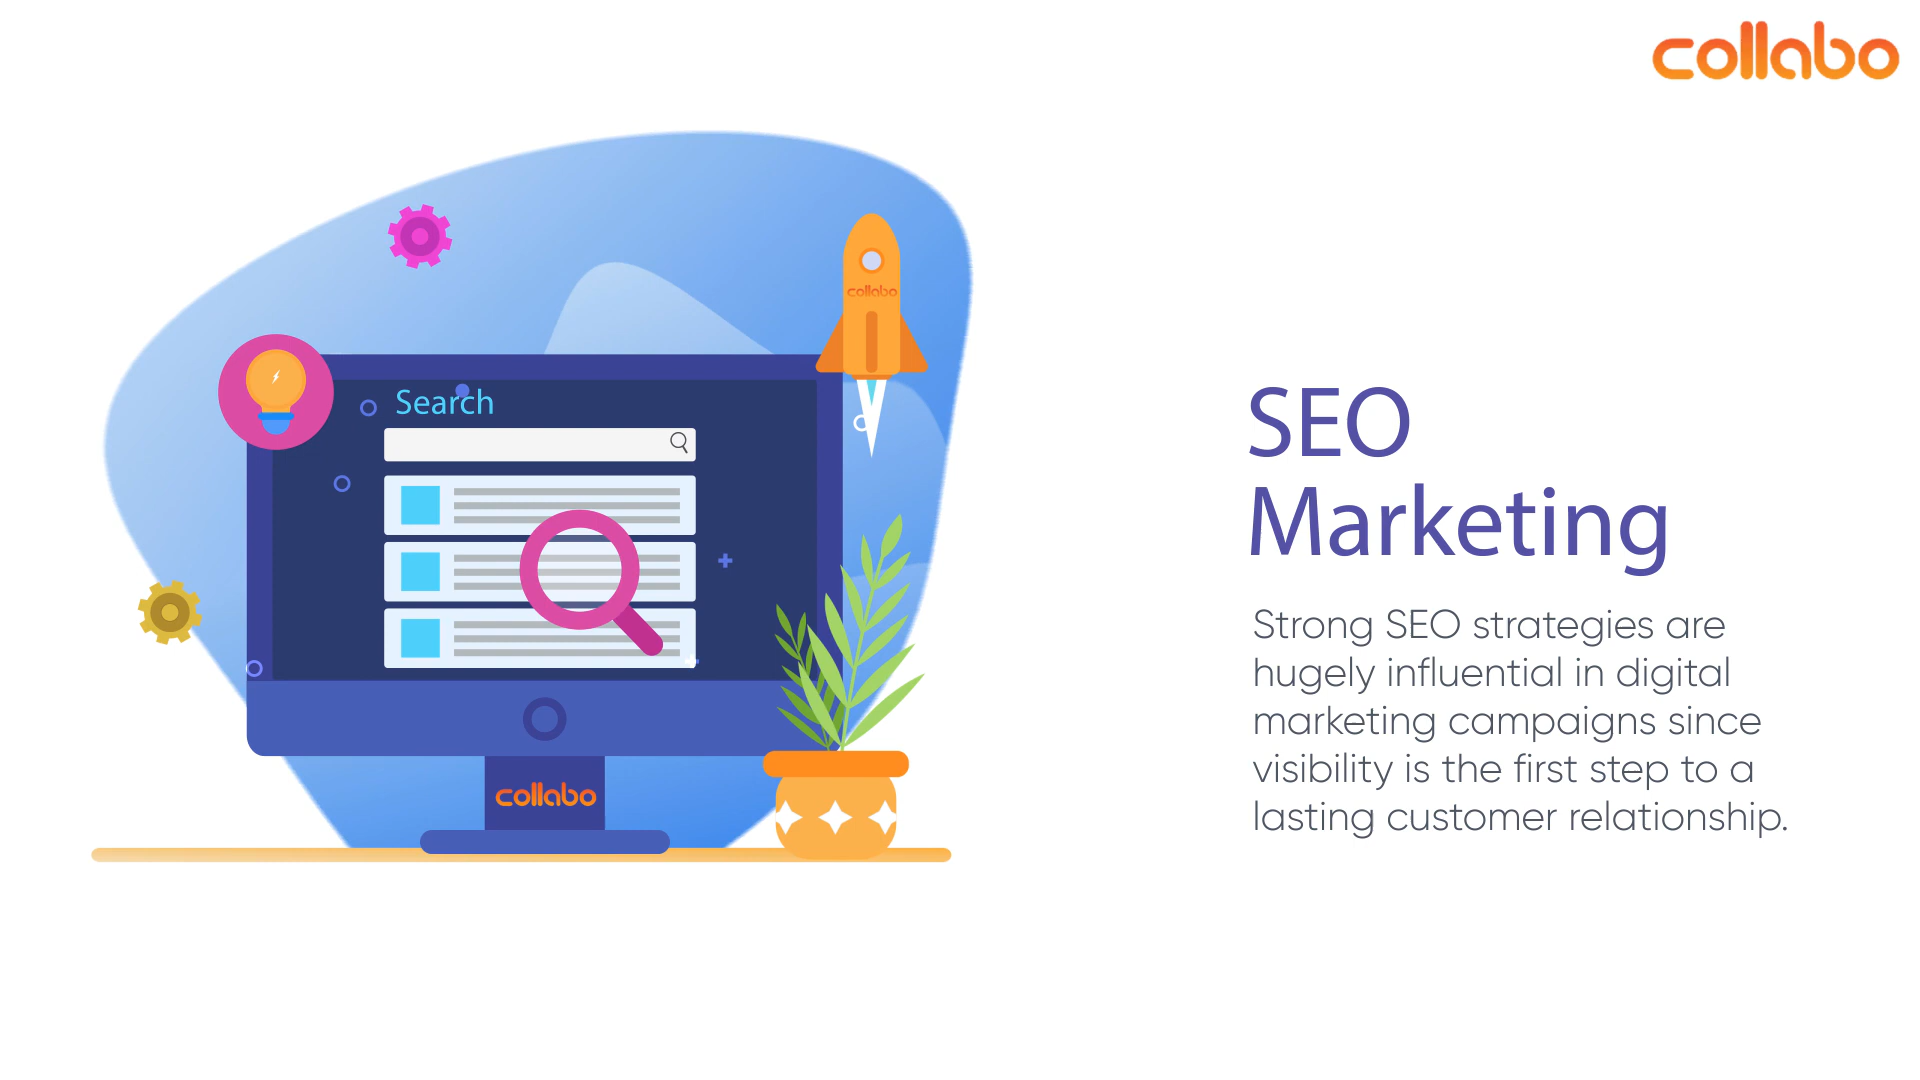 collabo
collabo
Search
collabo
SEO
Marketing
Strong SEO strategies are
hugely influential in digital
marketing campaigns since
visibility is the first step to a
lasting customer relationship.